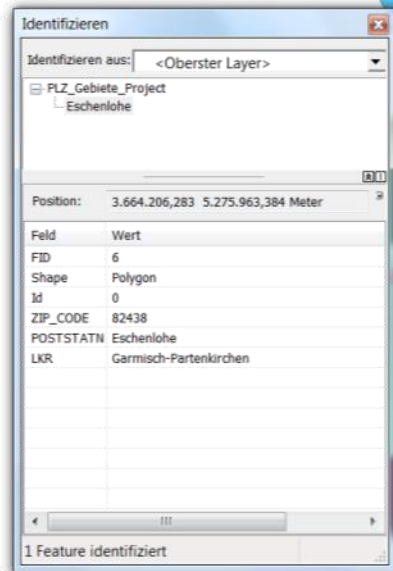 Identifizieren
Identifizieren aus: <Oberster Layer>
PLZ_Gebiete_Project
Eschenlohe
Position: 3.664.206,283 5.275.963,384 Meter
Feld Wert
FID 6
Shape Polygon
Id 0
ZIP_CODE 82438
POSTSTATN Eschenlohe
LKR Garmisch-Partenkirchen
1 Feature identifiziert